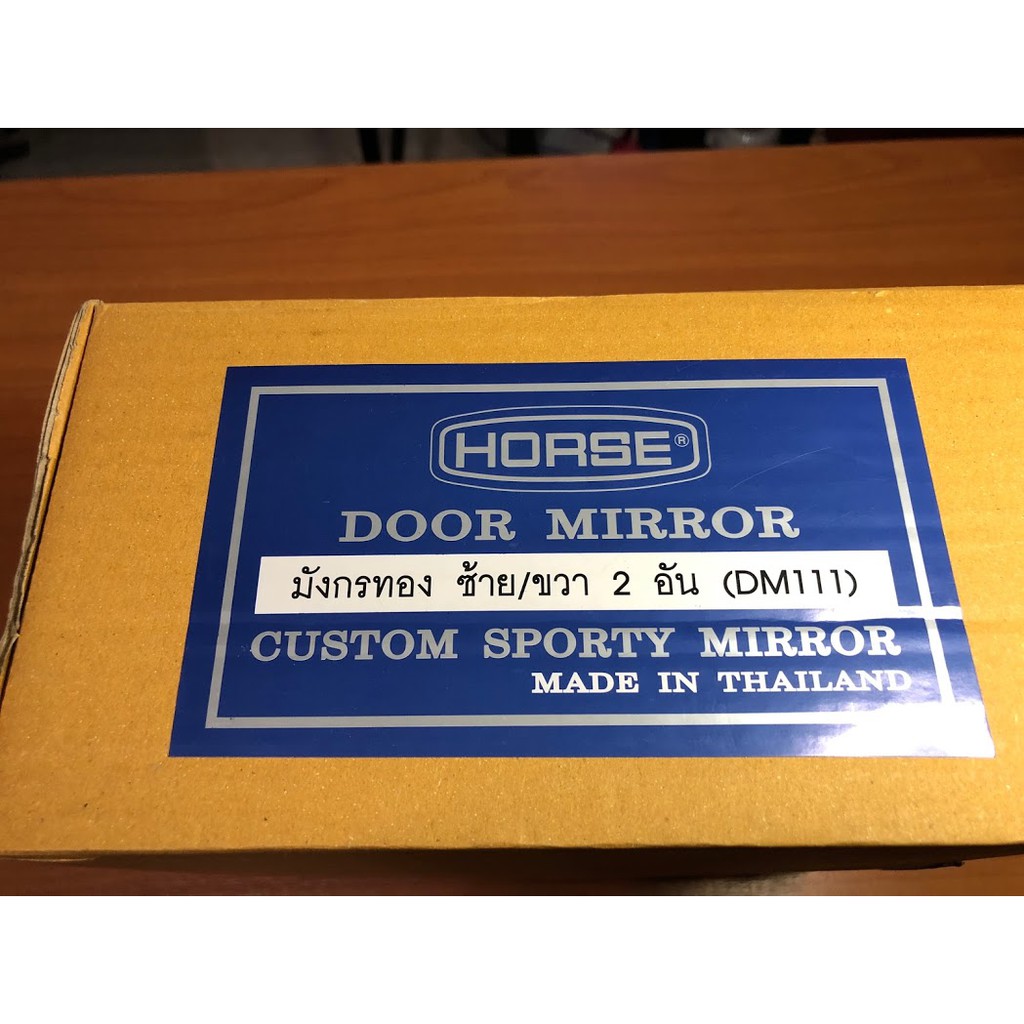 HORSE®
DOOR MIRROR
มังกรทอง ซ้าย/ขวา 2 อัน (DM111)
CUSTOM SPORTY MIRROR
MADE IN THAILAND